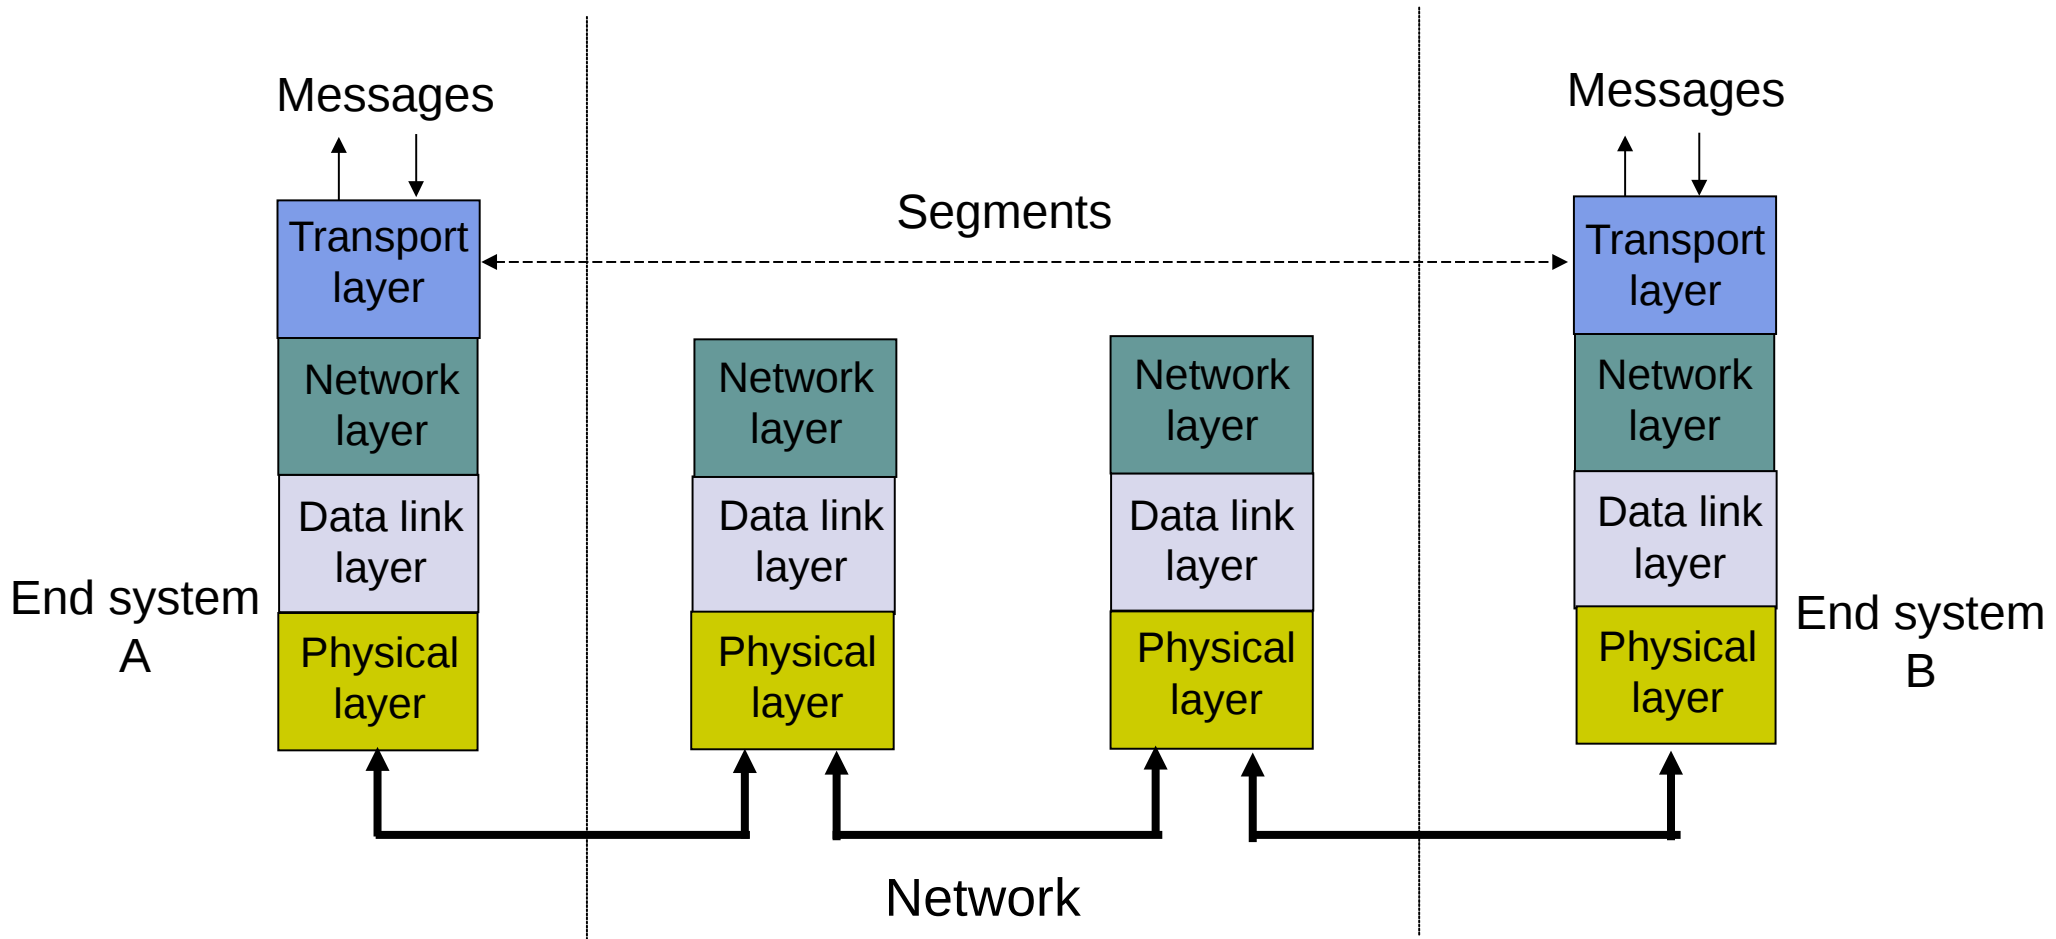 Messages
Messages
Segments
Transport
layer
Transport
layer
Network
layer
Network
layer
Network
layer
Network
layer
Data link
layer
Data link
layer
Data link
layer
Data link
layer
End system
A
End system
B
Physical
layer
Physical
layer
Physical
layer
Physical
layer
Network